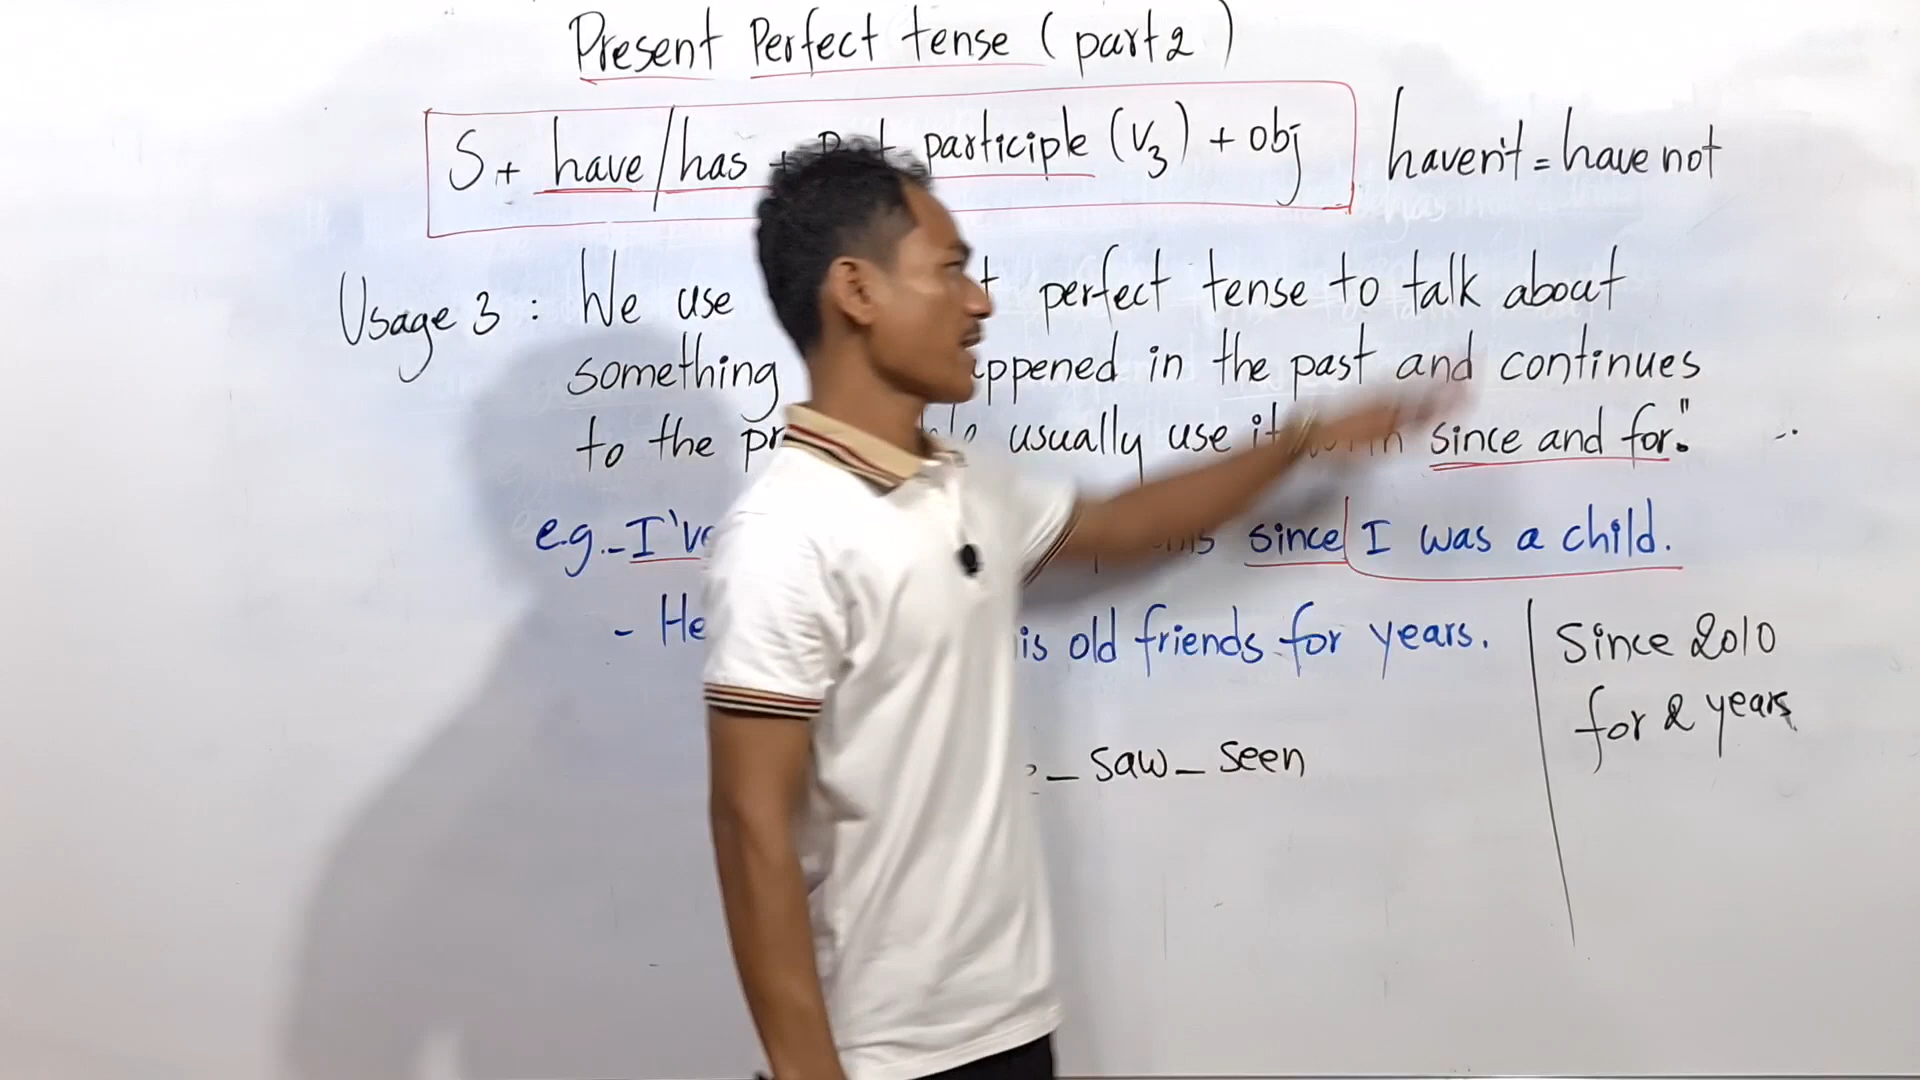 Present Perfect tense (part 2)
S + have/has + participle (V3) + obj
haven't = have not
Usage 3 : We use perfect tense to talk about
something in the past and continues
to the usually use it since and for."
e.g. - I've since I was a child.
- He old friends for years.
Since 2010
for 2 years
_ saw _ seen